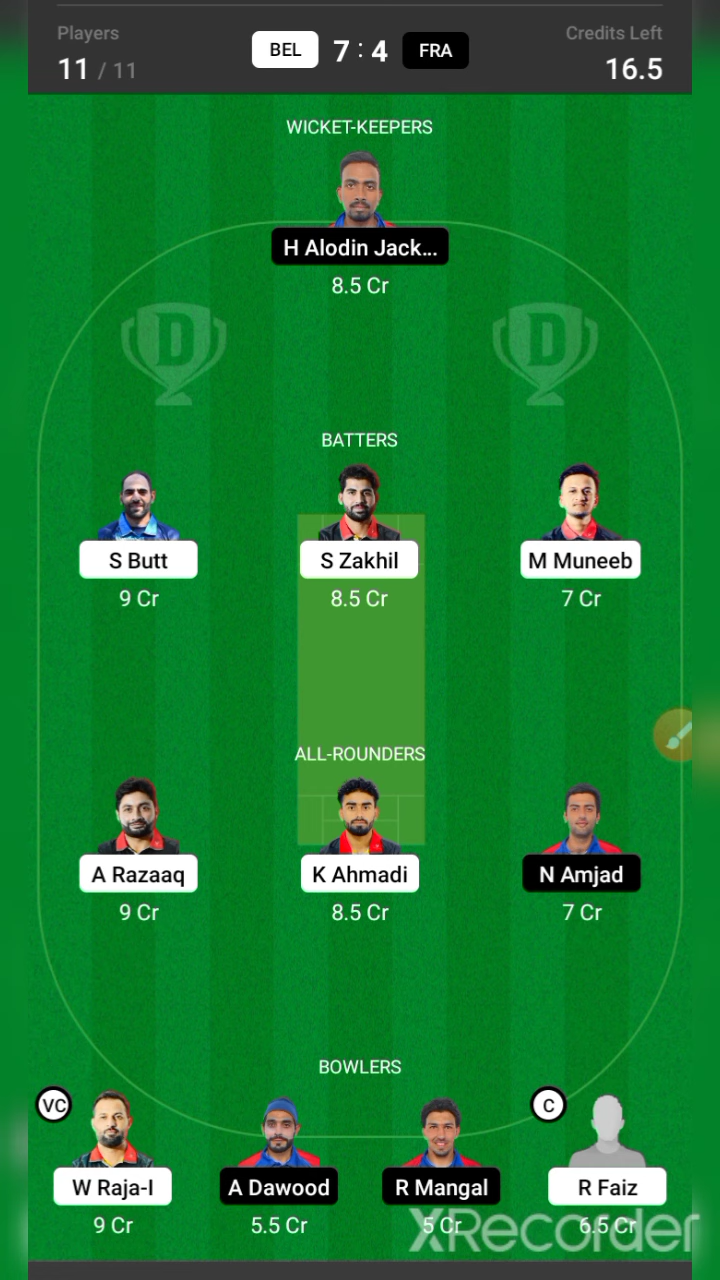 Players
Credits Left
BEL 7 : 4 FRA
11 / 11
16.5
WICKET-KEEPERS
H Alodin Jack...
8.5 Cr
D D
BATTERS
S Butt S Zakhil M Muneeb
9 Cr 8.5 Cr 7 Cr
ALL-ROUNDERS
A Razaaq K Ahmadi N Amjad
9 Cr 8.5 Cr 7 Cr
BOWLERS
VC C
W Raja-I A Dawood R Mangal R Faiz
9 Cr 5.5 Cr 5 Cr 6.5 Cr
XRecorder